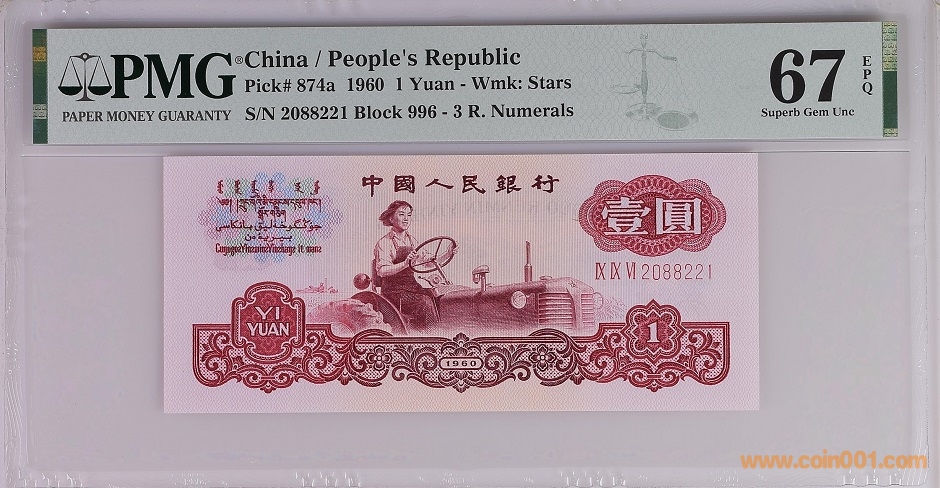 PMG® China / People's Republic
Pick# 874a 1960 1 Yuan - Wmk: Stars
PAPER MONEY GUARANTY
S/N 2088221 Block 996 - 3 R. Numerals
67 EPQ
Superb Gem Unc
中國人民銀行
壹圓
IX IX VI 2088221
YI
YUAN
1960
1
www.coin001.com